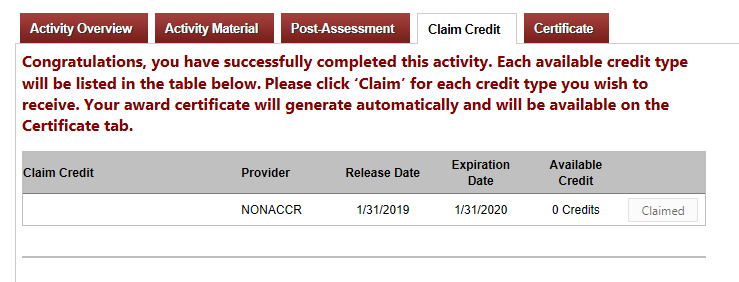 Activity Overview Activity Material Post-Assessment Claim Credit Certificate
Congratulations, you have successfully completed this activity. Each available credit type
will be listed in the table below. Please click ‘Claim’ for each credit type you wish to
receive. Your award certificate will generate automatically and will be available on the
Certificate tab.
Claim Credit Provider Release Date Expiration Date Available Credit
NONACCR 1/31/2019 1/31/2020 0 Credits Claimed